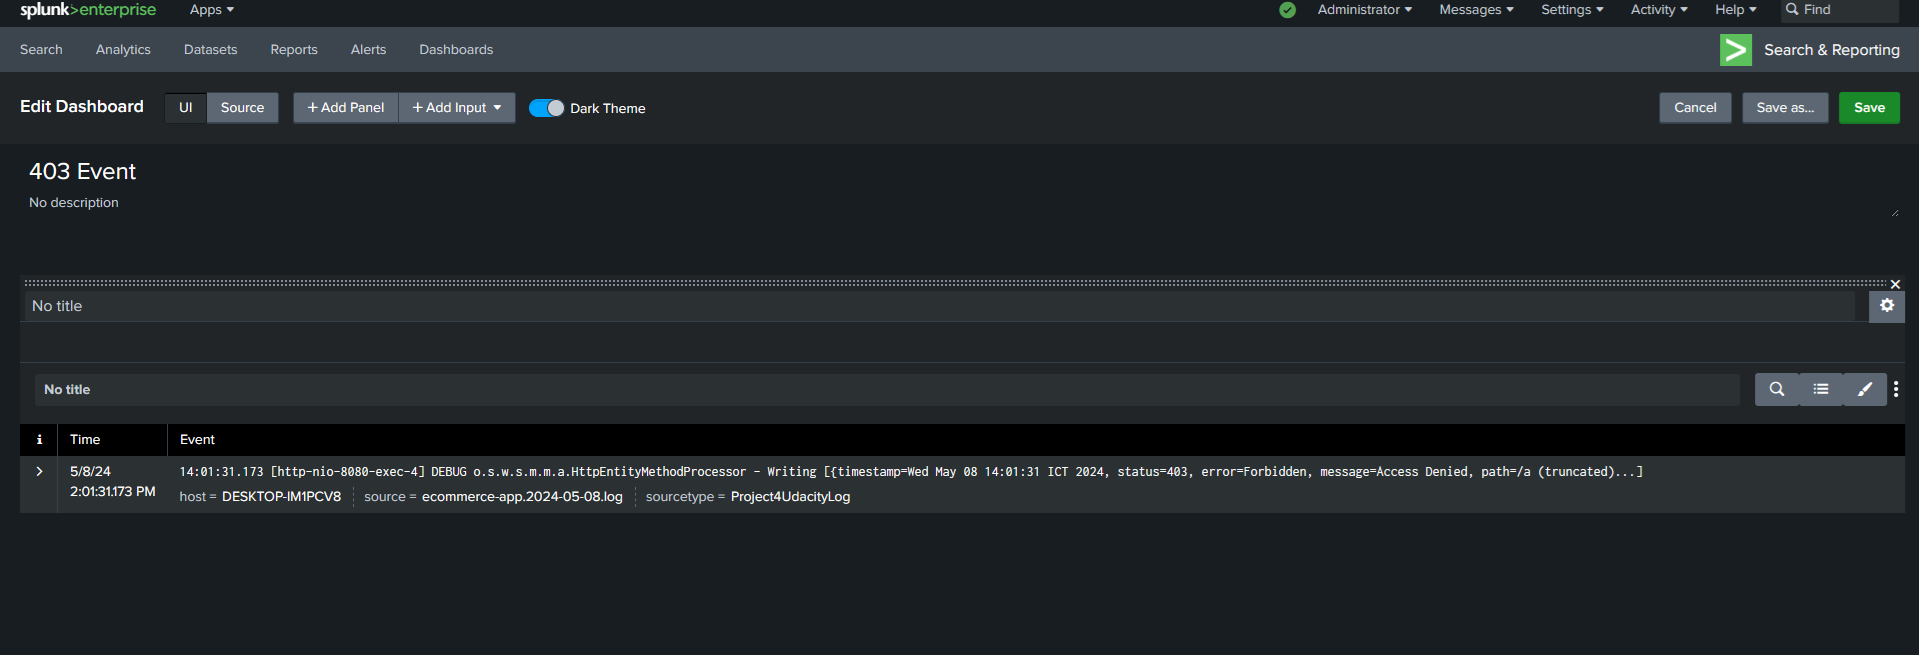 splunk>enterprise Apps Administrator Messages Settings Activity Help Find
Search Analytics Datasets Reports Alerts Dashboards Search & Reporting
Edit Dashboard UI Source + Add Panel + Add Input Dark Theme Cancel Save as... Save
403 Event
No description
No title
No title
i Time Event
5/8/24 14:01:31.173 [http-nio-8080-exec-4] DEBUG o.s.w.s.m.m.a.HttpEntityMethodProcessor - Writing [{timestamp=Wed May 08 14:01:31 ICT 2024, status=403, error=Forbidden, message=Access Denied, path=/a (truncated)...]
2:01:31.173 PM host = DESKTOP-IM1PCV8 source = ecommerce-app.2024-05-08.log sourcetype = Project4UdacityLog